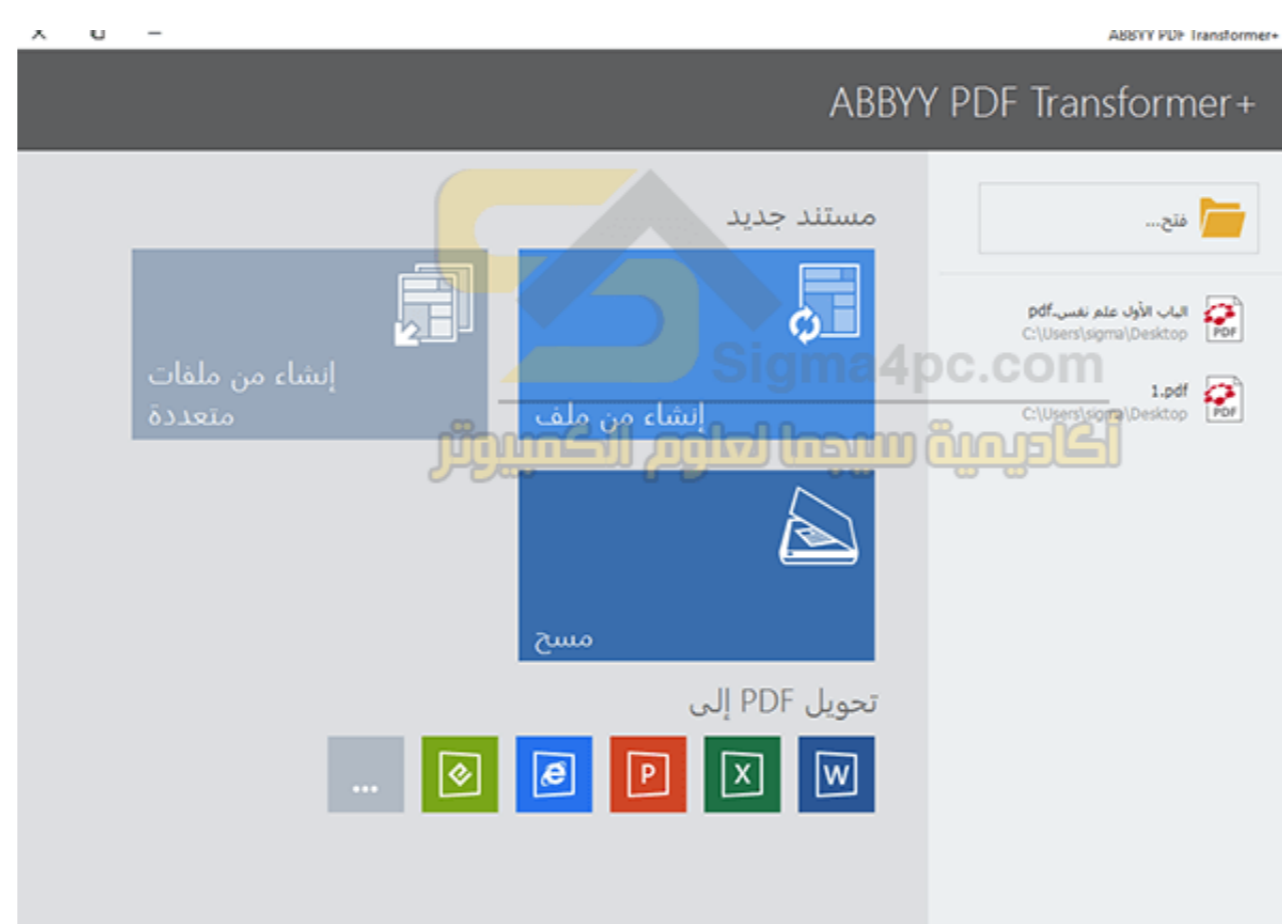 ABBYY PDF Transformer+
ABBYY PDF Transformer+
فتح...
الباب الأول علم نفس.pdf
C:\Users\sigma\Desktop
1.pdf
C:\Users\sigma\Desktop
مستند جديد
إنشاء من ملف
إنشاء من ملفات
متعددة
مسح
تحويل PDF إلى
W
X
P
e
...
PDF
PDF
Sigma4pc.com
أكاديمية سيجما لعلوم الكمبيوتر